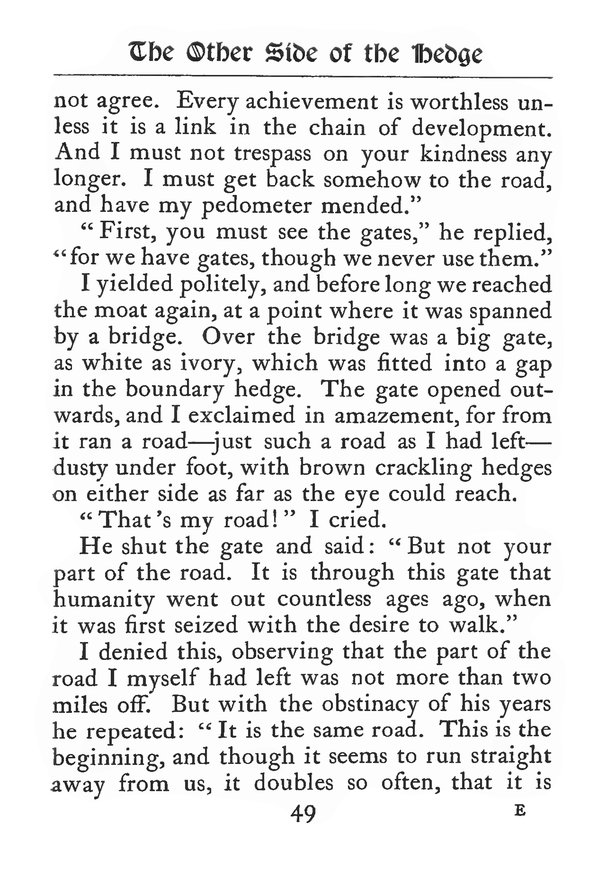 The Other Side of the Hedge
not agree. Every achievement is worthless un-
less it is a link in the chain of development.
And I must not trespass on your kindness any
longer. I must get back somehow to the road,
and have my pedometer mended.”
“ First, you must see the gates,” he replied,
“for we have gates, though we never use them.”
I yielded politely, and before long we reached
the moat again, at a point where it was spanned
by a bridge. Over the bridge was a big gate,
as white as ivory, which was fitted into a gap
in the boundary hedge. The gate opened out-
wards, and I exclaimed in amazement, for from
it ran a road—just such a road as I had left—
dusty under foot, with brown crackling hedges
on either side as far as the eye could reach.
“ That’s my road! ” I cried.
He shut the gate and said: “ But not your
part of the road. It is through this gate that
humanity went out countless ages ago, when
it was first seized with the desire to walk.”
I denied this, observing that the part of the
road I myself had left was not more than two
miles off. But with the obstinacy of his years
he repeated: “ It is the same road. This is the
beginning, and though it seems to run straight
away from us, it doubles so often, that it is
49 E